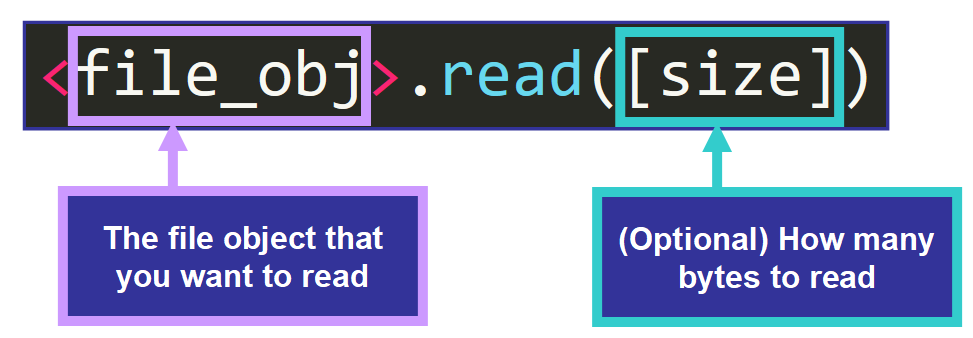 <file_obj>.read([size])
The file object that
you want to read
(Optional) How many
bytes to read